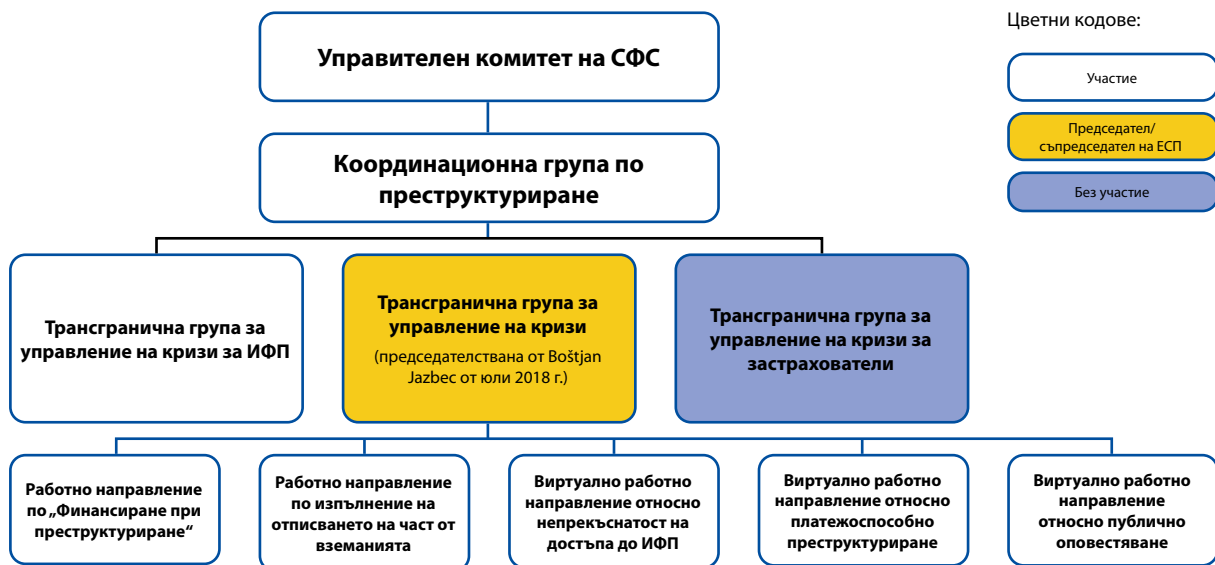 Управителен комитет на СФС
Координационна група по
преструктуриране
Цветни кодове:
Участие
Председател/
съпредседател на ЕСП
Без участие
Трансгранична група за
управление на кризи за ИФП
Трансгранична група за
управление на кризи
(председателствана от Boštjan
Jazbec от юли 2018 г.)
Трансгранична група за
управление на кризи за
застрахователи
Работно направление
по „Финансиране при
преструктуриране“
Работно направление
по изпълнение на
отписването на част от
вземанията
Виртуално работно
направление относно
непрекъснатост на
достъпа до ИФП
Виртуално работно
направление относно
платежоспособно
преструктуриране
Виртуално работно
направление
относно публично
оповестяване